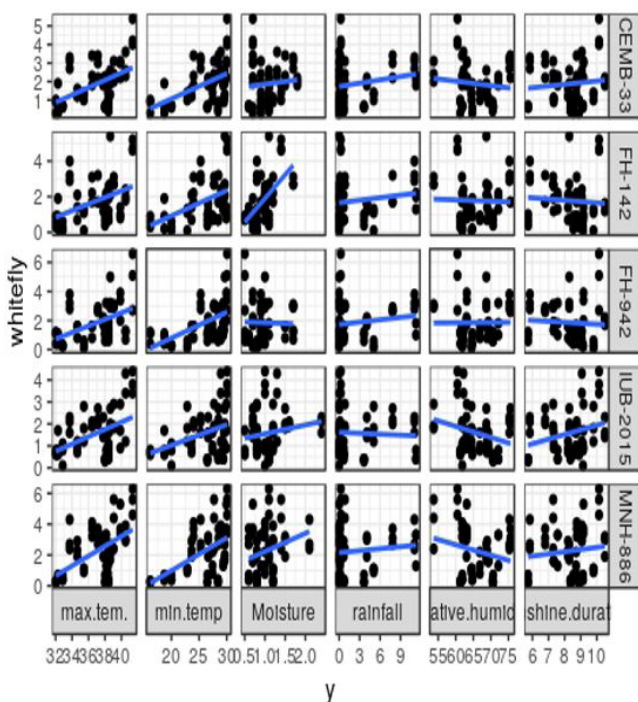 whitefly
5
4
3
2
1
CEMB-33
4
2
0
FH-142
6
4
2
0
FH-942
4
3
2
1
0
IUB-2015
6
4
2
0
MNH-886
max.tem.
min.temp
Moisture
rainfall
ative.humid
shine.durat
3234363840
20 25 30
0.51.01.52.0
0 3 6 9
5560657075
6 7 8 9 10
y